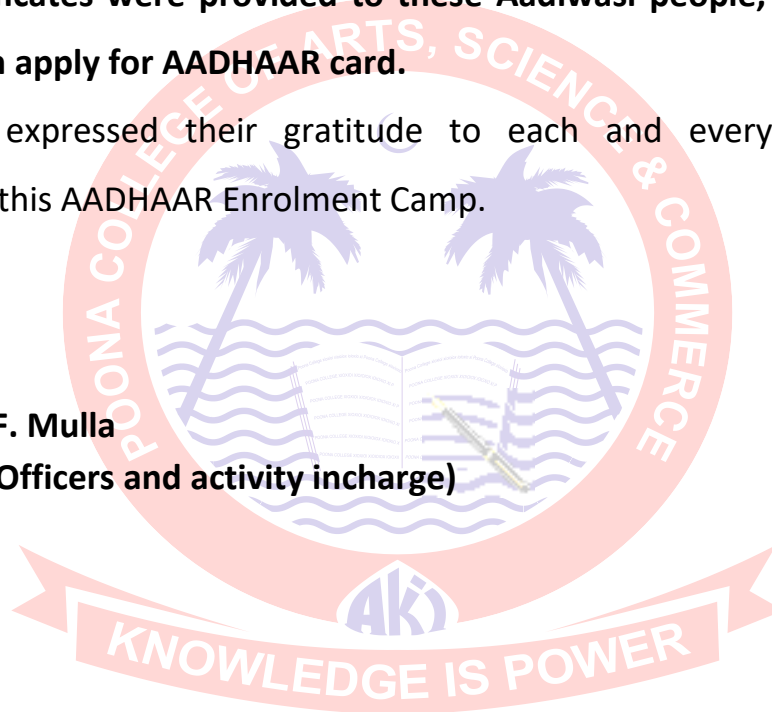 icates were provided to these Aadiwasi people,
n apply for AADHAAR card.
expressed their gratitude to each and every
this AADHAAR Enrolment Camp.
F. Mulla
Officers and activity incharge)
POONA COLLEGE OF ARTS, SCIENCE & COMMERCE
AKI
KNOWLEDGE IS POWER